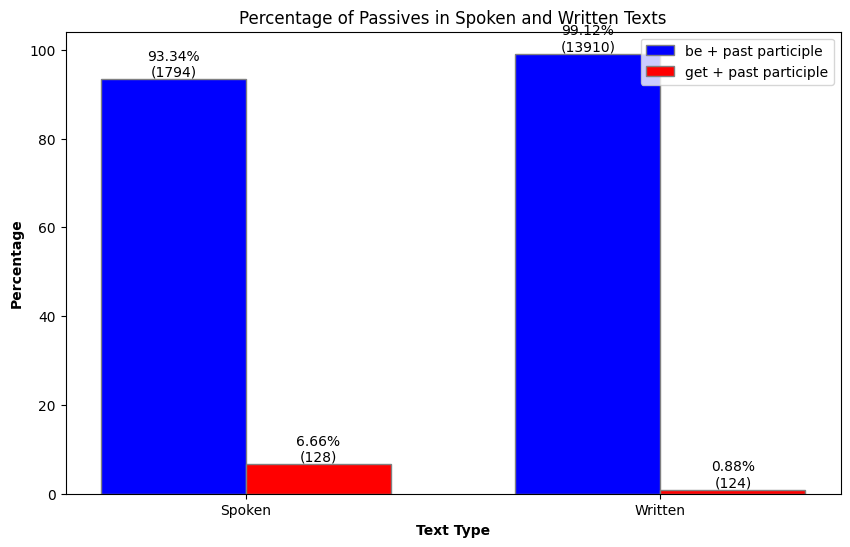 Percentage of Passives in Spoken and Written Texts
be + past participle
get + past participle
93.34%
(1794)
6.66%
(128)
99.12%
(13910)
0.88%
(124)
100
80
60
40
20
0
Percentage
Spoken
Written
Text Type